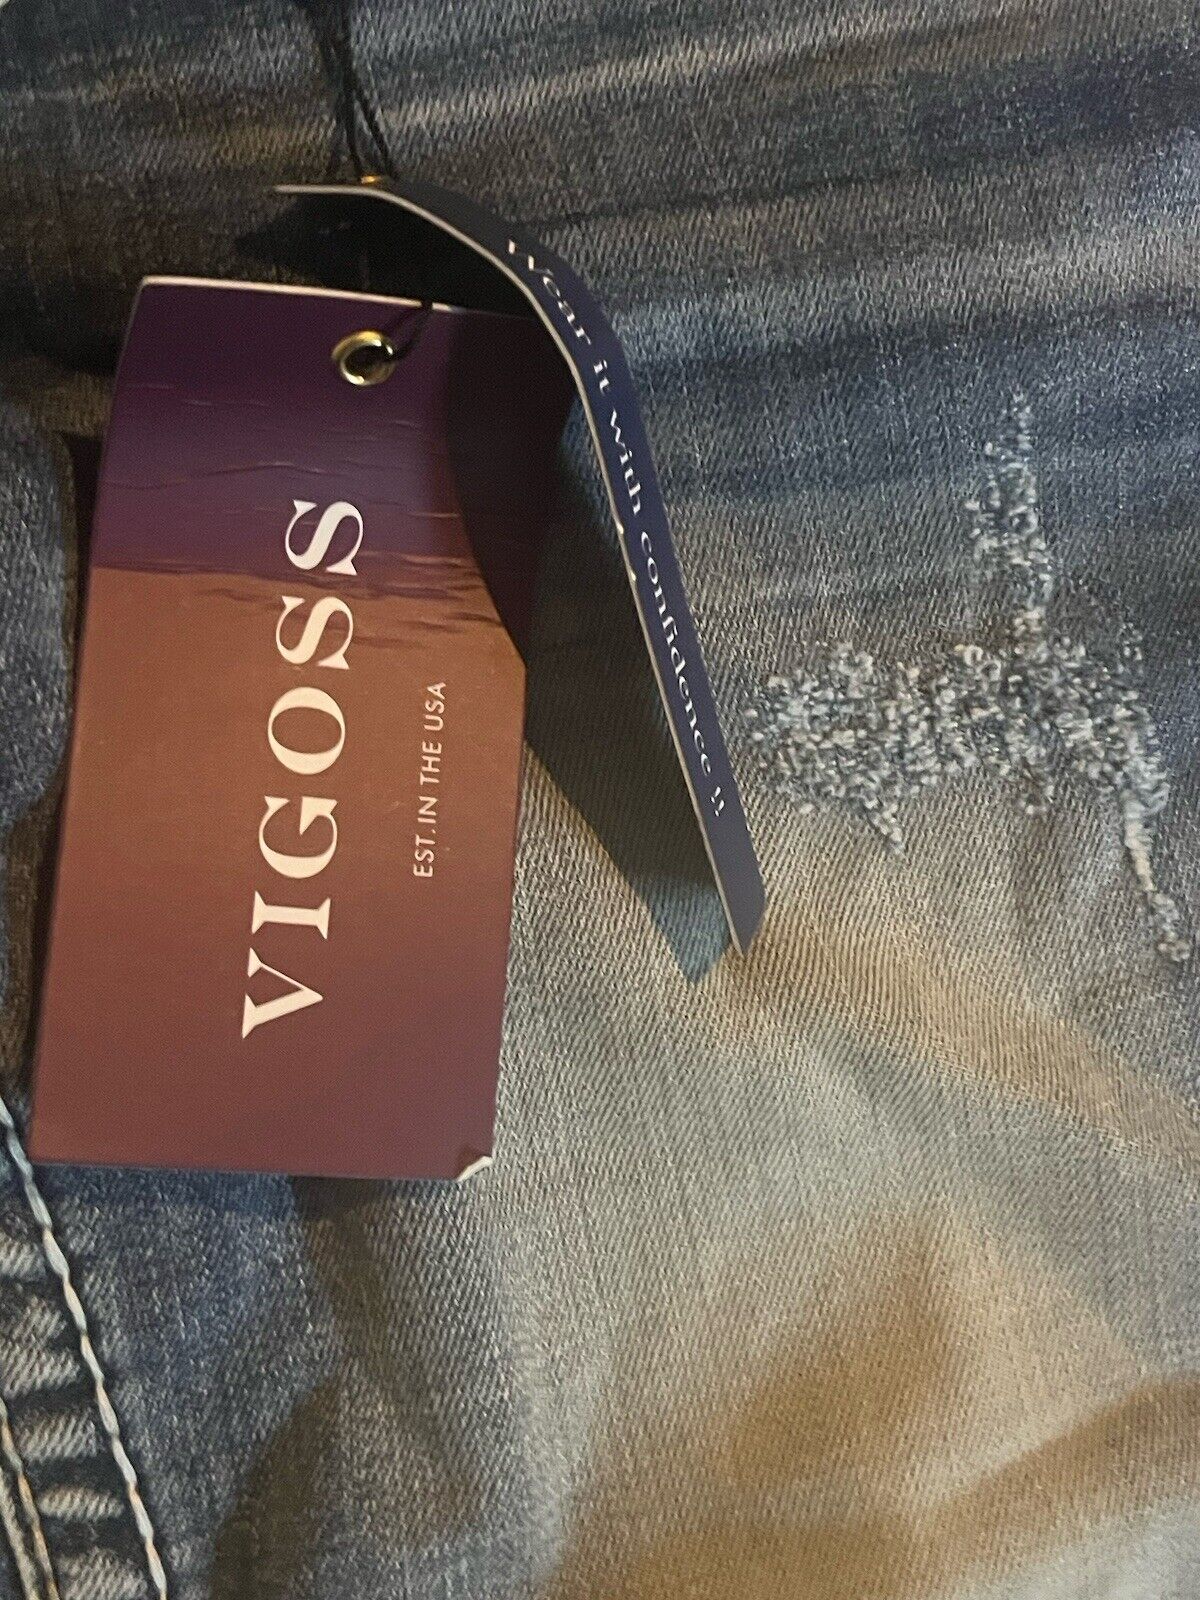 VIGOSS
EST. IN THE USA
Wear it with confidence !!